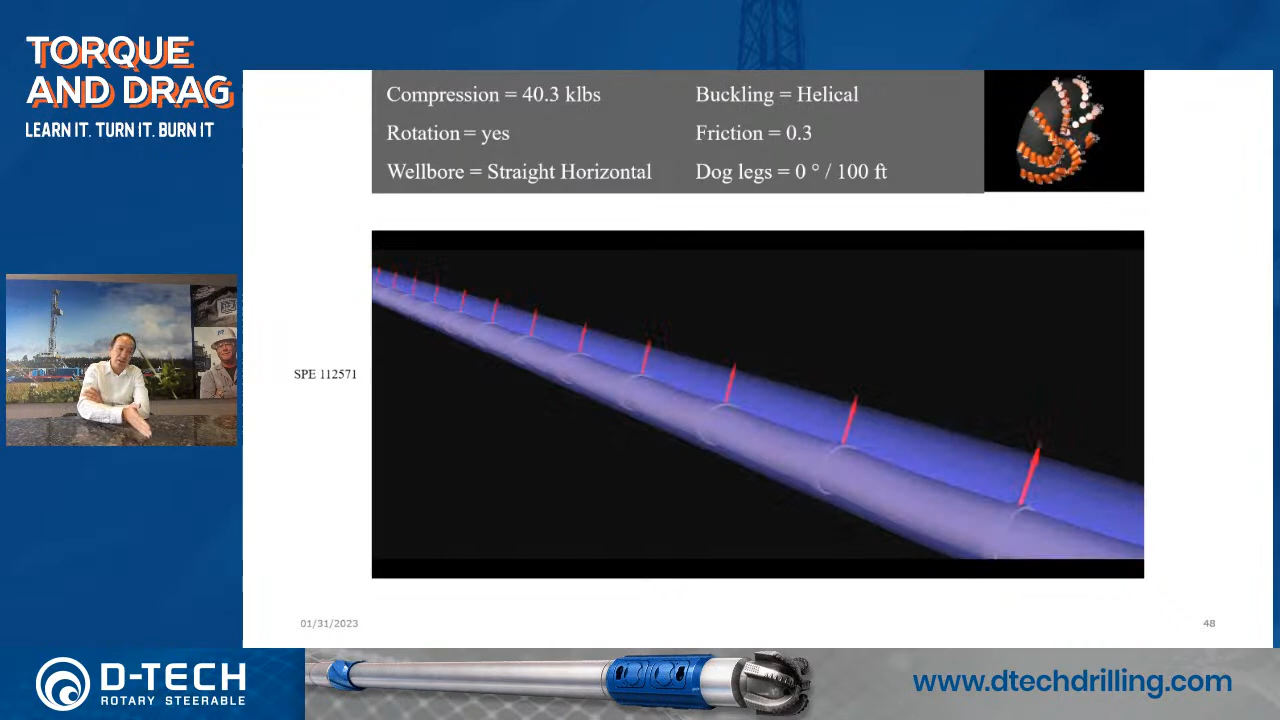 TORQUE
AND DRAG
LEARN IT. TURN IT. BURN IT
Compression = 40.3 klbs
Buckling = Helical
Rotation = yes
Friction = 0.3
Wellbore = Straight Horizontal
Dog legs = 0 ° / 100 ft
SPE 112571
01/31/2023
48
D-TECH
ROTARY STEERABLE
www.dtechdrilling.com